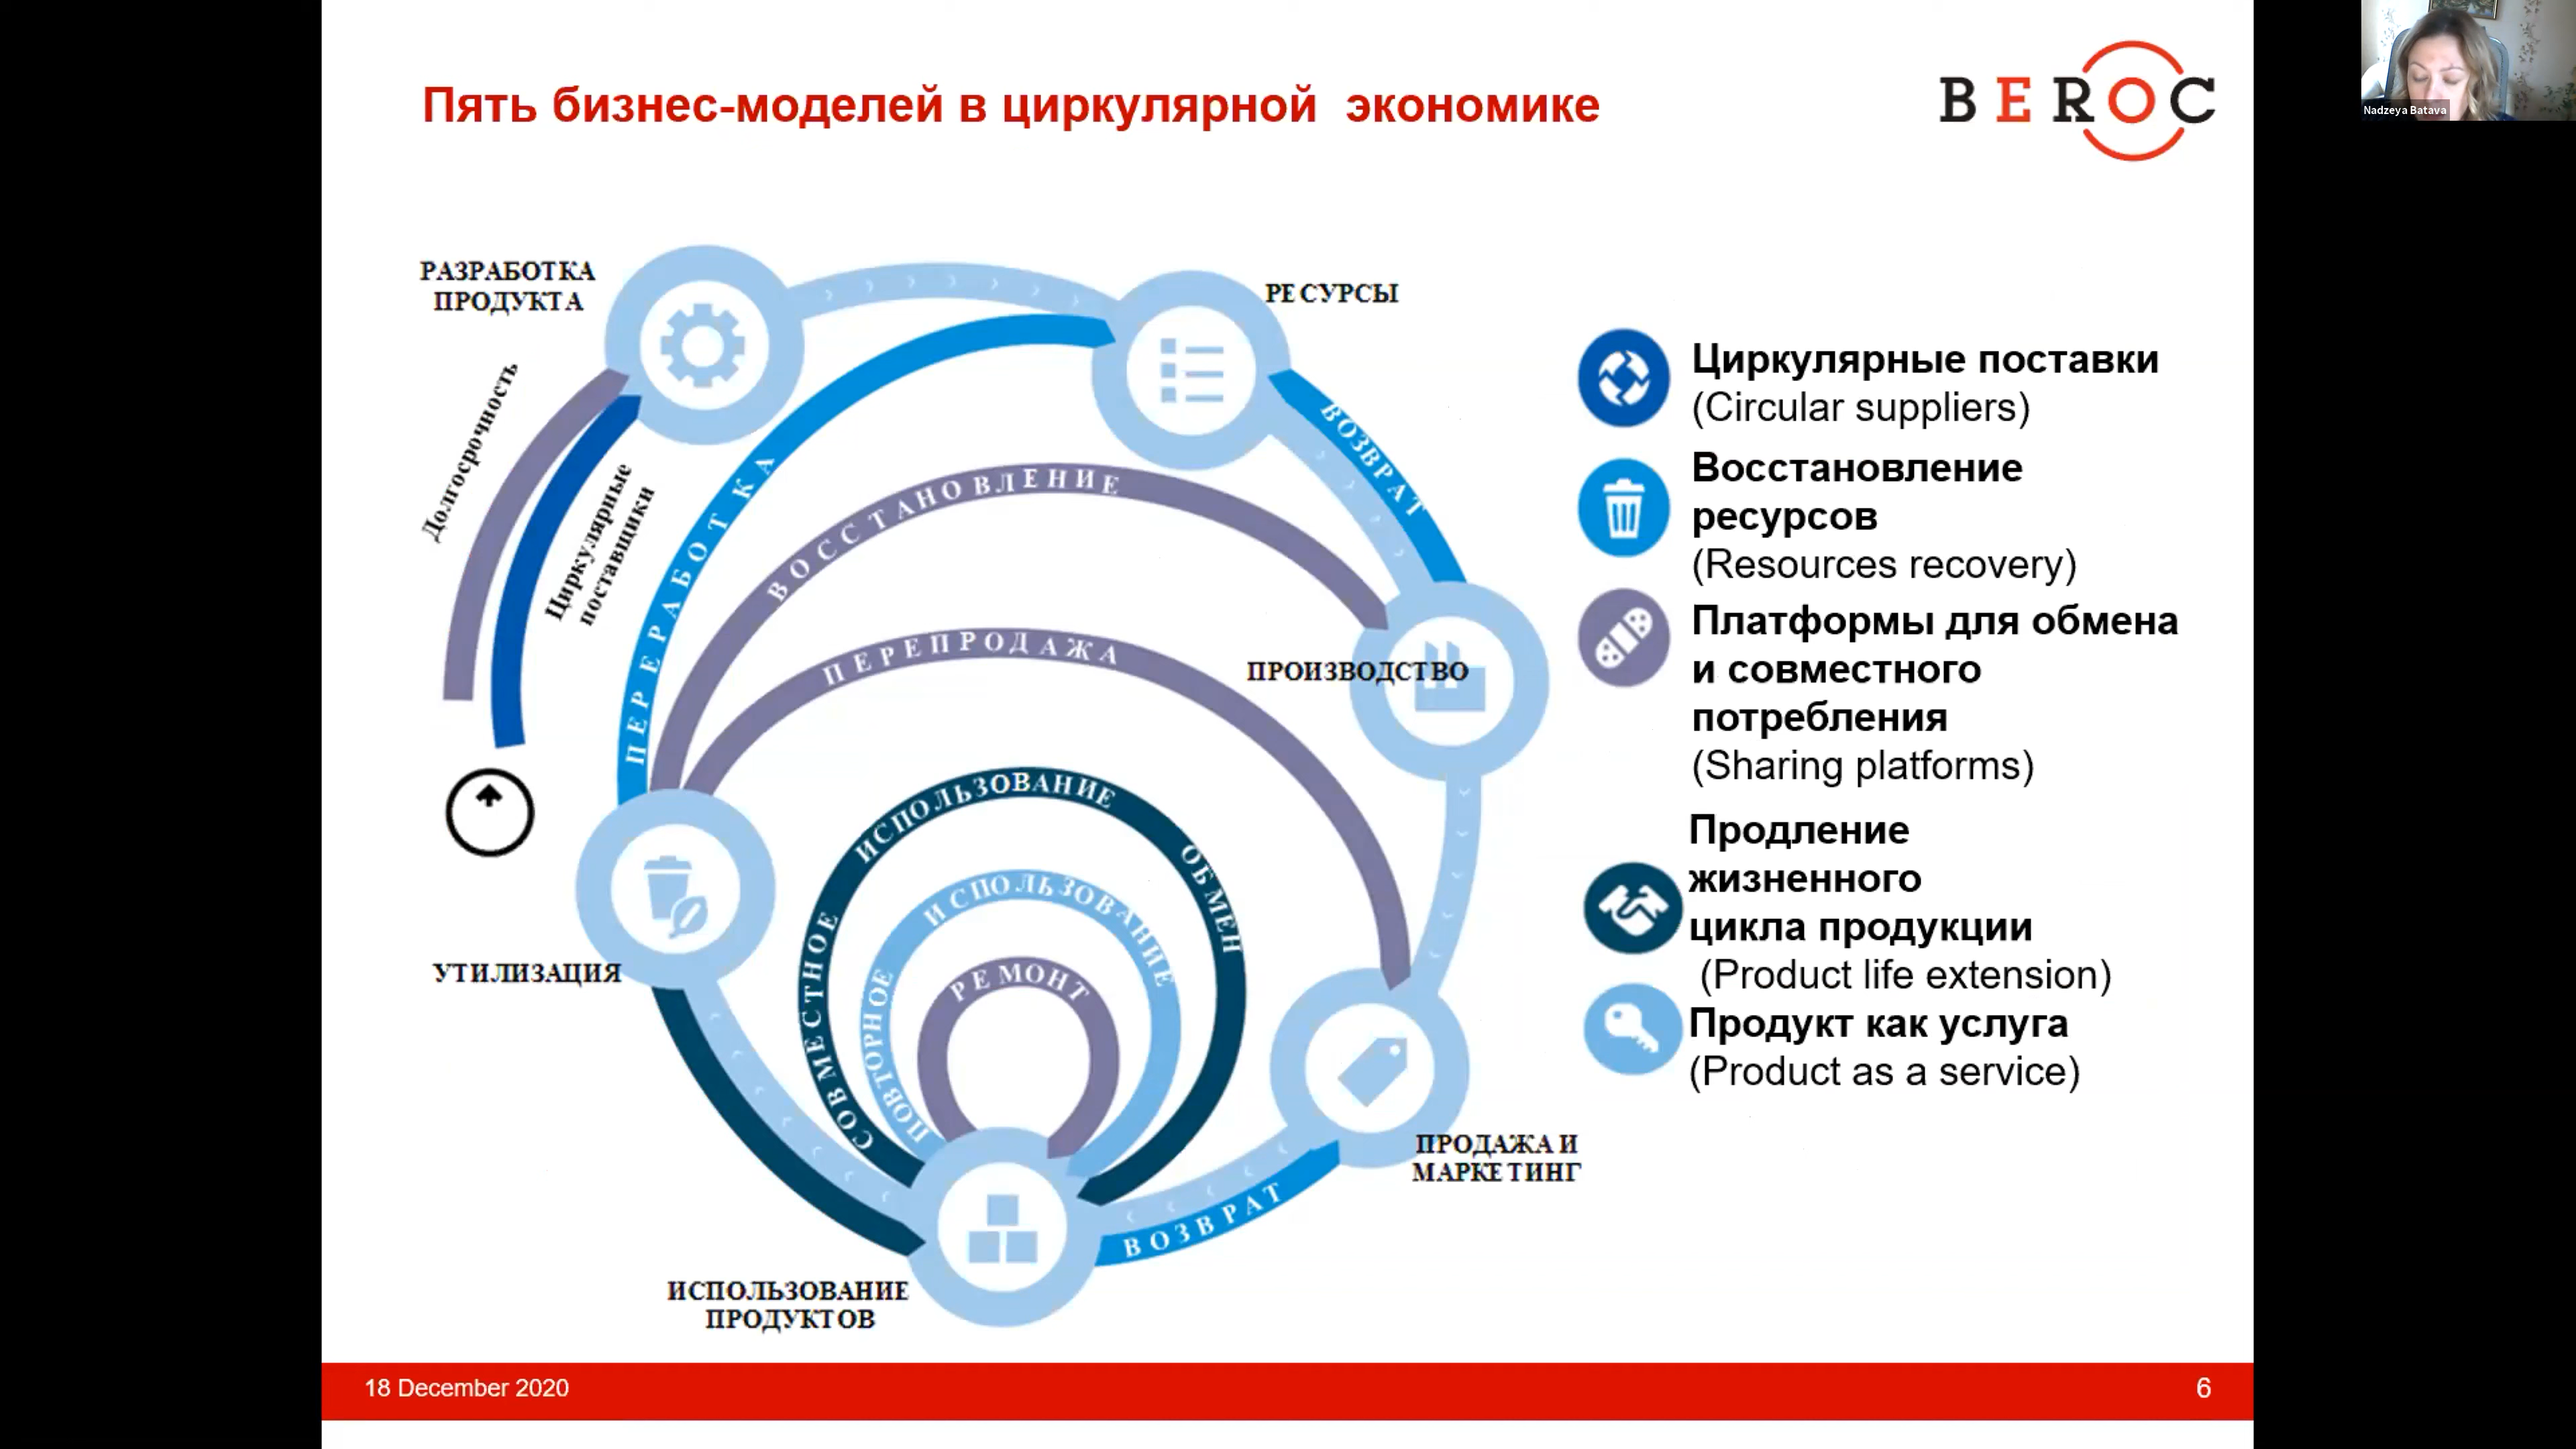 Пять бизнес-моделей в циркулярной экономике
BEROC
Nadzeya Batava
РАЗРАБОТКА
ПРОДУКТА
РЕСУРСЫ
Долгосрочность
Циркулярные
поставщики
ПЕРЕРАБОТКА
ВОССТАНОВЛЕНИЕ
ВОЗВРАТ
ПЕРЕПРОДАЖА
ПРОИЗВОДСТВО
СОВМЕСТНОЕ ИСПОЛЬЗОВАНИЕ
ОБМЕН
ПОВТОРНОЕ ИСПОЛЬЗОВАНИЕ
РЕМОНТ
УТИЛИЗАЦИЯ
ПРОДАЖА И
МАРКЕТИНГ
ВОЗВРАТ
ИСПОЛЬЗОВАНИЕ
ПРОДУКТОВ
Циркулярные поставки
(Circular suppliers)
Восстановление
ресурсов
(Resources recovery)
Платформы для обмена
и совместного
потребления
(Sharing platforms)
Продление
жизненного
цикла продукции
(Product life extension)
Продукт как услуга
(Product as a service)
18 December 2020
6